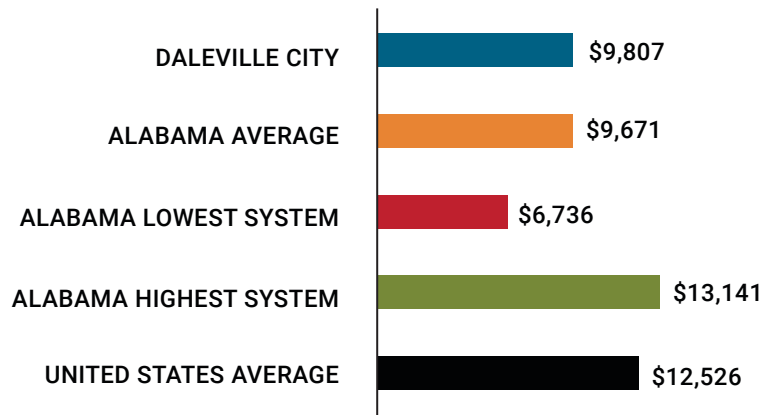 DALEVILLE CITY $9,807
ALABAMA AVERAGE $9,671
ALABAMA LOWEST SYSTEM $6,736
ALABAMA HIGHEST SYSTEM $13,141
UNITED STATES AVERAGE $12,526